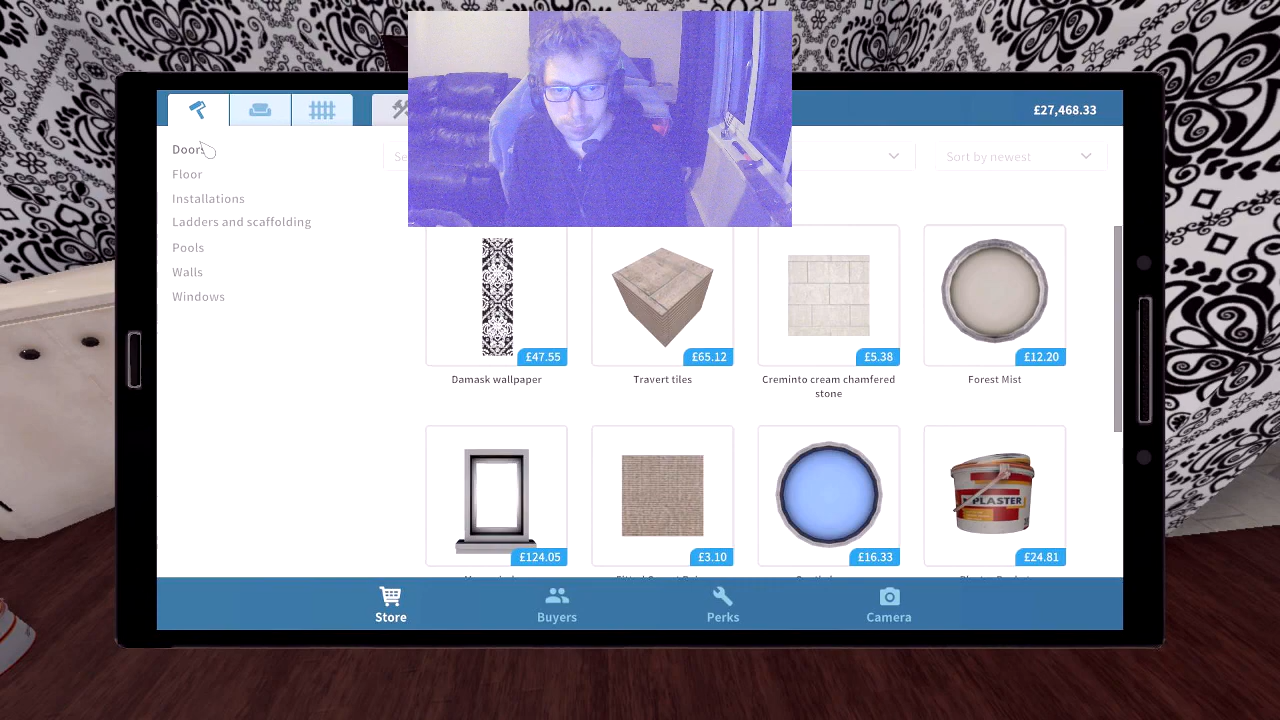 £27,468.33
Doors
Se
Sort by newest
Floor
Installations
Ladders and scaffolding
Pools
Walls
Windows
£47.55
£65.12
£5.38
£12.20
Damask wallpaper
Travert tiles
Creminto cream chamfered
stone
Forest Mist
PLASTER
£124.05
£3.10
£16.33
£24.81
Store
Buyers
Perks
Camera